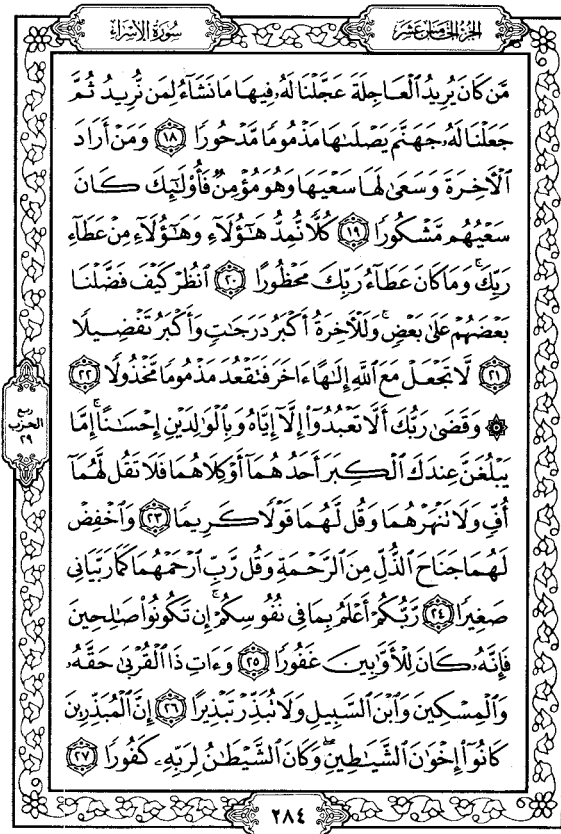 الجزء الخامس عشر
سورة الإسراء
مَّن كَانَ يُرِيدُ ٱلْعَاجِلَةَ عَجَّلْنَا لَهُۥ فِيهَا مَا نَشَآءُ لِمَن نُّرِيدُ ثُمَّ
جَعَلْنَا لَهُۥ جَهَنَّمَ يَصْلَىٰهَا مَذْمُومًا مَّدْحُورًا ١٨ وَمَنْ أَرَادَ
ٱلْـَٔاخِرَةَ وَسَعَىٰ لَهَا سَعْيَهَا وَهُوَ مُؤْمِنٌ فَأُو۟لَـٰٓئِكَ كَانَ
سَعْيُهُم مَّشْكُورًا ١٩ كُلًّا نُّمِدُّ هَـٰٓؤُلَآءِ وَهَـٰٓؤُلَآءِ مِنْ عَطَآءِ
رَبِّكَ ۚ وَمَا كَانَ عَطَآءُ رَبِّكَ مَحْظُورًا ٢٠ ٱنظُرْ كَيْفَ فَضَّلْنَا
بَعْضَهُمْ عَلَىٰ بَعْضٍ ۚ وَلَلْـَٔاخِرَةُ أَكْبَرُ دَرَجَـٰتٍ وَأَكْبَرُ تَفْضِيلًا
٢١ لَّا تَجْعَلْ مَعَ ٱللَّهِ إِلَـٰهًا ءَاخَرَ فَتَقْعُدَ مَذْمُومًا مَّخْذُولًا ٢٢
۞ وَقَضَىٰ رَبُّكَ أَلَّا تَعْبُدُوٓا۟ إِلَّآ إِيَّاهُ وَبِٱلْوَٰلِدَيْنِ إِحْسَـٰنًا ۚ إِمَّا
يَبْلُغَنَّ عِندَكَ ٱلْكِبَرَ أَحَدُهُمَآ أَوْ كِلَاهُمَا فَلَا تَقُل لَّهُمَآ
أُفٍّ وَلَا تَنْهَرْهُمَا وَقُل لَّهُمَا قَوْلًا كَرِيمًا ٢٣ وَٱخْفِضْ
لَهُمَا جَنَاحَ ٱلذُّلِّ مِنَ ٱلرَّحْمَةِ وَقُل رَّبِّ ٱرْحَمْهُمَا كَمَا رَبَّيَانِى
صَغِيرًا ٢٤ رَّبُّكُمْ أَعْلَمُ بِمَا فِى نُفُوسِكُمْ ۚ إِن تَكُونُوا۟ صَـٰلِحِينَ
فَإِنَّهُۥ كَانَ لِلْأَوَّٰبِينَ غَفُورًا ٢٥ وَءَاتِ ذَا ٱلْقُرْبَىٰ حَقَّهُۥ
وَٱلْمِسْكِينَ وَٱبْنَ ٱلسَّبِيلِ وَلَا تُبَذِّرْ تَبْذِيرًا ٢٦ إِنَّ ٱلْمُبَذِّرِينَ
كَانُوٓا۟ إِخْوَٰنَ ٱلشَّيَـٰطِينِ ۖ وَكَانَ ٱلشَّيْطَـٰنُ لِرَبِّهِۦ كَفُورًا ٢٧
ربع
الحزب
٢٩
٢٨٤